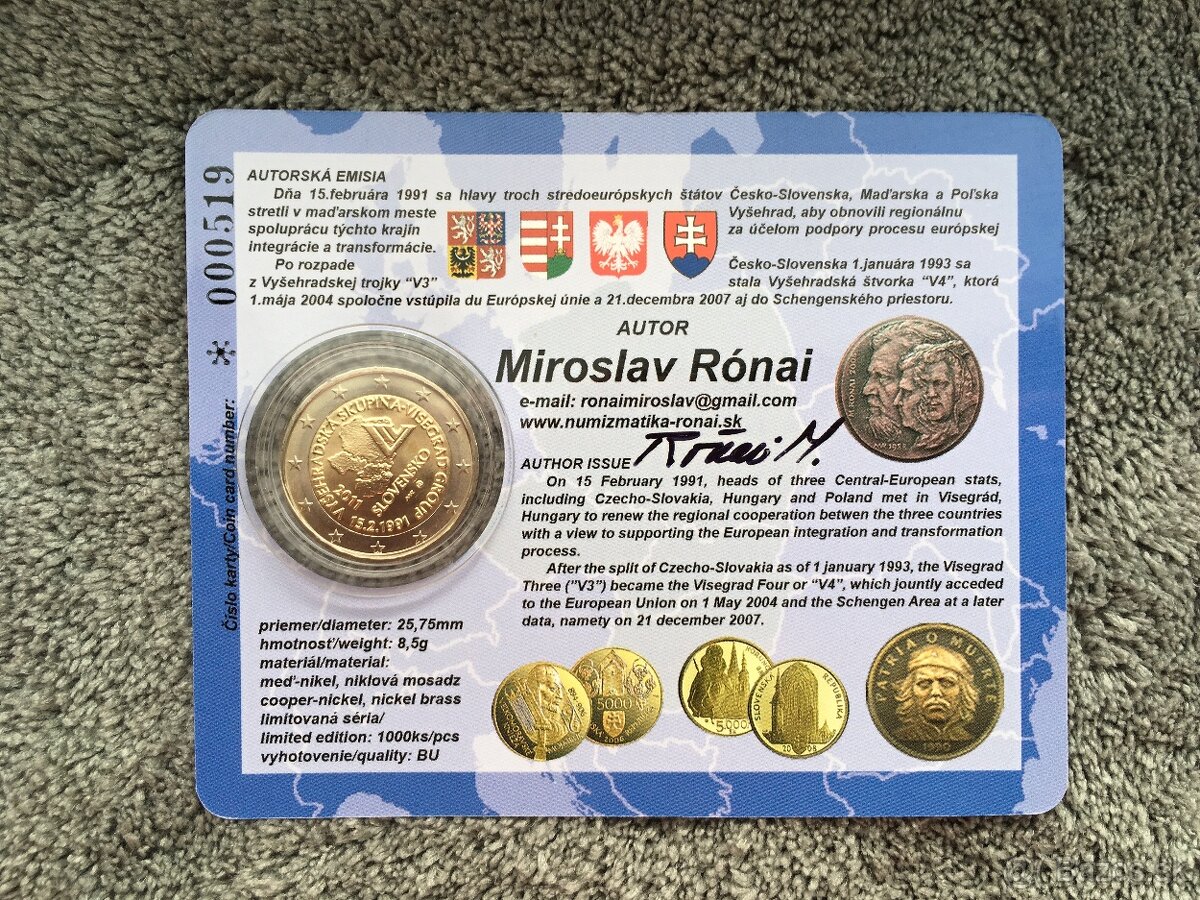 AUTORSKÁ EMISIA
Dňa 15.februára 1991 sa hlavy troch stredoeurópskych štátov Česko-Slovenska, Maďarska a Poľska
stretli v maďarskom meste Vyšehrad, aby obnovili regionálnu
spoluprácu týchto krajín za účelom podpory procesu európskej
integrácie a transformácie.
Po rozpade Česko-Slovenska 1.januára 1993 sa
z Vyšehradskej trojky "V3" stala Vyšehradská štvorka "V4", ktorá
1.mája 2004 spoločne vstúpila du Európskej únie a 21.decembra 2007 aj do Schengenského priestoru.
Číslo karty/Coin card number: * 000519
AUTOR
Miroslav Rónai
e-mail: ronaimiroslav@gmail.com
www.numizmatika-ronai.sk
Rónai M.
VYŠEHRADSKÁ SKUPINA-VISEGRAD GROUP
2011
SLOVENSKO
15.2.1991
AUTHOR ISSUE
On 15 February 1991, heads of three Central-European stats,
including Czecho-Slovakia, Hungary and Poland met in Visegrád,
Hungary to renew the regional cooperation betwen the three countries
with a view to supporting the European integration and transformation
process.
After the split of Czecho-Slovakia as of 1 january 1993, the Visegrad
Three ("V3") became the Visegrad Four or "V4", which jountly acceded
to the European Union on 1 May 2004 and the Schengen Area at a later
data, namety on 21 december 2007.
priemer/diameter: 25,75mm
hmotnosť/weight: 8,5g
materiál/material:
meď-nikel, niklová mosadz
cooper-nickel, nickel brass
limitovaná séria/
limited edition: 1000ks/pcs
vyhotovenie/quality: BU
5000
5000
SLOVENSKÁ REPUBLIKA
PATRIA O MUERTE
1990